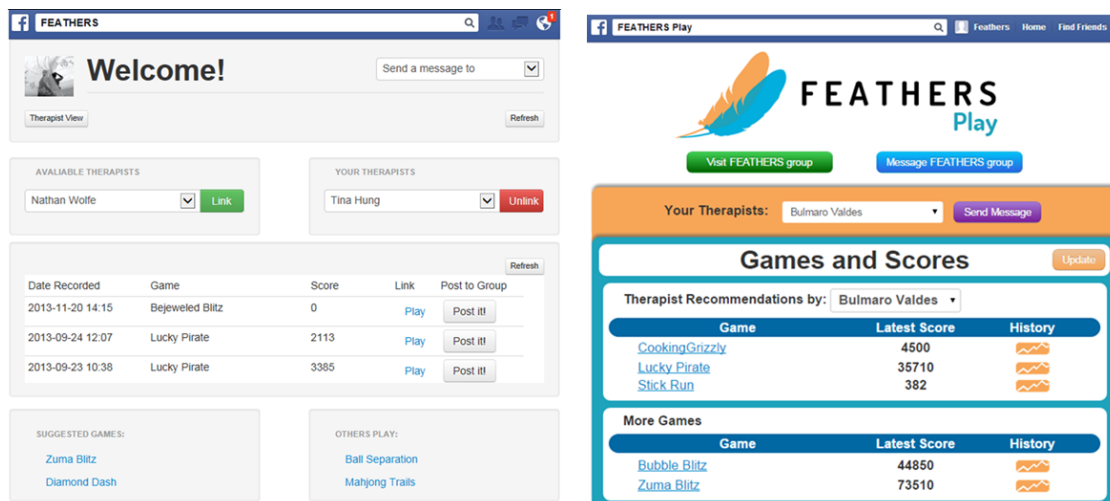 FEATHERS
1
Welcome!
Send a message to
Therapist View
Refresh
AVALIABLE THERAPISTS
YOUR THERAPISTS
Nathan Wolfe
Link
Tina Hung
Unlink
Refresh
Date Recorded Game Score Link Post to Group
2013-11-20 14:15 Bejeweled Blitz 0 Play Post it!
2013-09-24 12:07 Lucky Pirate 2113 Play Post it!
2013-09-23 10:38 Lucky Pirate 3385 Play Post it!
SUGGESTED GAMES:
Zuma Blitz
Diamond Dash
OTHERS PLAY:
Ball Separation
Mahjong Trails
FEATHERS Play
Feathers Home Find Friends
FEATHERS
Play
Visit FEATHERS group
Message FEATHERS group
Your Therapists: Bulmaro Valdes Send Message
Games and Scores
Update
Therapist Recommendations by: Bulmaro Valdes
Game Latest Score History
CookingGrizzly 4500
Lucky Pirate 35710
Stick Run 382
More Games
Game Latest Score History
Bubble Blitz 44850
Zuma Blitz 73510